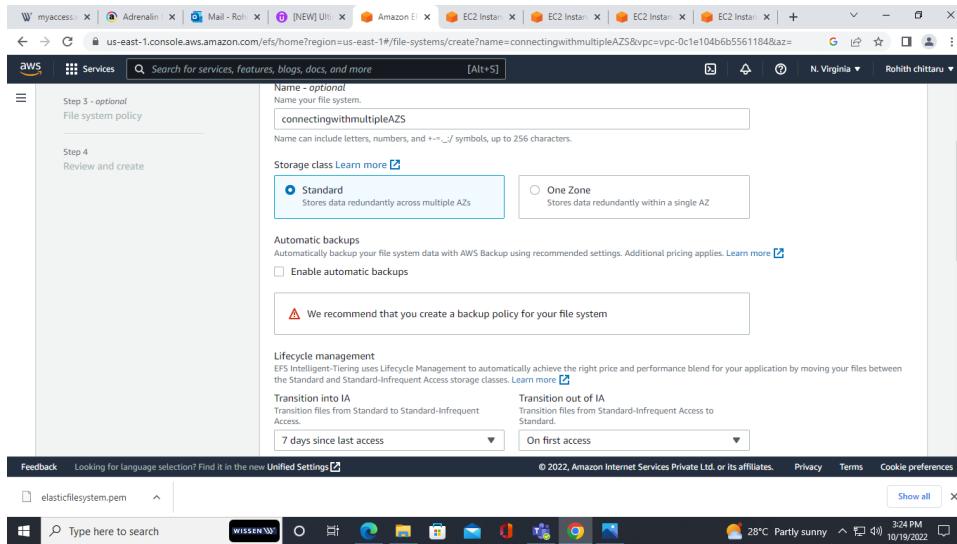 myaccess. Adrenalin Mail - Rohi [NEW] Ulti Amazon EF EC2 Instan EC2 Instan EC2 Instan EC2 Instan
us-east-1.console.aws.amazon.com/efs/home?region=us-east-1#/file-systems/create?name=connectingwithmultipleAZS&vpc=vpc-0c1e104b6b5561184&az=
aws Services Search for services, features, blogs, docs, and more [Alt+S] N. Virginia Rohith chittaru
Step 3 - optional
File system policy
Step 4
Review and create
Name - optional
Name your file system.
connectingwithmultipleAZS
Name can include letters, numbers, and +-=._:/ symbols, up to 256 characters.
Storage class Learn more
Standard
Stores data redundantly across multiple AZs
One Zone
Stores data redundantly within a single AZ
Automatic backups
Automatically backup your file system data with AWS Backup using recommended settings. Additional pricing applies. Learn more
Enable automatic backups
We recommend that you create a backup policy for your file system
Lifecycle management
EFS Intelligent-Tiering uses Lifecycle Management to automatically achieve the right price and performance blend for your application by moving your files between
the Standard and Standard-Infrequent Access storage classes. Learn more
Transition into IA
Transition files from Standard to Standard-Infrequent
Access.
7 days since last access
Transition out of IA
Transition files from Standard-Infrequent Access to
Standard.
On first access
Feedback Looking for language selection? Find it in the new Unified Settings © 2022, Amazon Internet Services Private Ltd. or its affiliates. Privacy Terms Cookie preferences
elasticfilesystem.pem Show all
Type here to search WISSEN 28°C Partly sunny 3:24 PM
10/19/2022